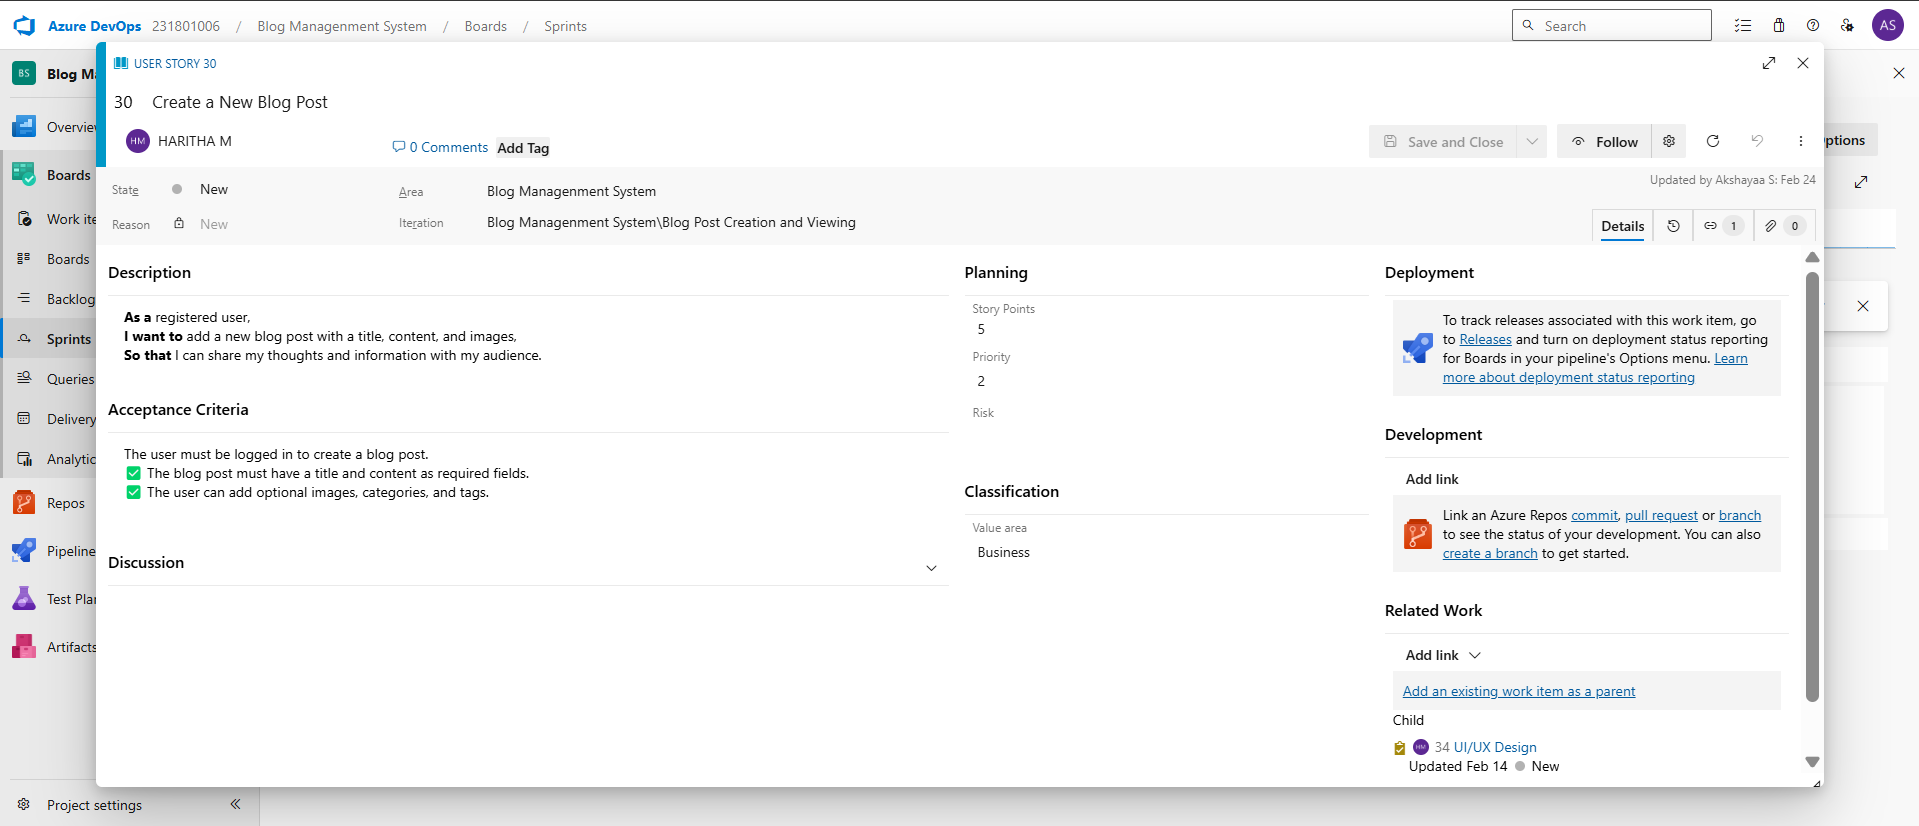 Azure DevOps 231801006 / Blog Managenment System / Boards / Sprints
Search
AS
BS Blog Ma
Overvie
Boards
Work ite
Boards
Backlog
Sprints
Queries
Delivery
Analytic
Repos
Pipeline
Test Plan
Artifacts
Project settings
USER STORY 30
30 Create a New Blog Post
HM HARITHA M
0 Comments Add Tag
Save and Close
Follow
ptions
State New
Area Blog Managenment System
Updated by Akshayaa S: Feb 24
Reason New
Iteration Blog Managenment System\Blog Post Creation and Viewing
Details 1 0
Description
As a registered user,
I want to add a new blog post with a title, content, and images,
So that I can share my thoughts and information with my audience.
Acceptance Criteria
The user must be logged in to create a blog post.
✅ The blog post must have a title and content as required fields.
✅ The user can add optional images, categories, and tags.
Discussion
Planning
Story Points
5
Priority
2
Risk
Classification
Value area
Business
Deployment
To track releases associated with this work item, go
to Releases and turn on deployment status reporting
for Boards in your pipeline's Options menu. Learn
more about deployment status reporting
Development
Add link
Link an Azure Repos commit, pull request or branch
to see the status of your development. You can also
create a branch to get started.
Related Work
Add link
Add an existing work item as a parent
Child
HM 34 UI/UX Design
Updated Feb 14 New